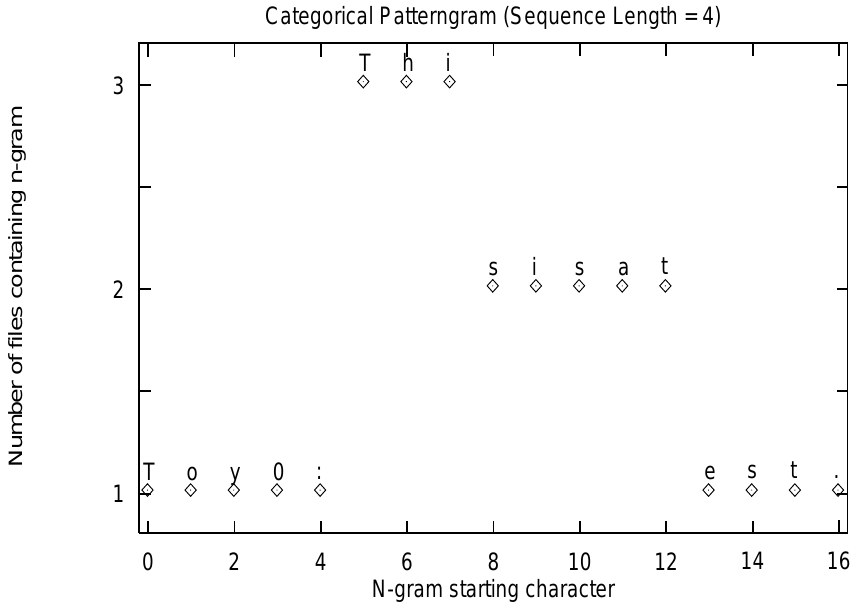 Categorical Patterngram (Sequence Length = 4)
Number of files containing n-gram
3
T h i
2
s i s a t
1
T o y 0 : e s t .
0 2 4 6 8 10 12 14 16
N-gram starting character